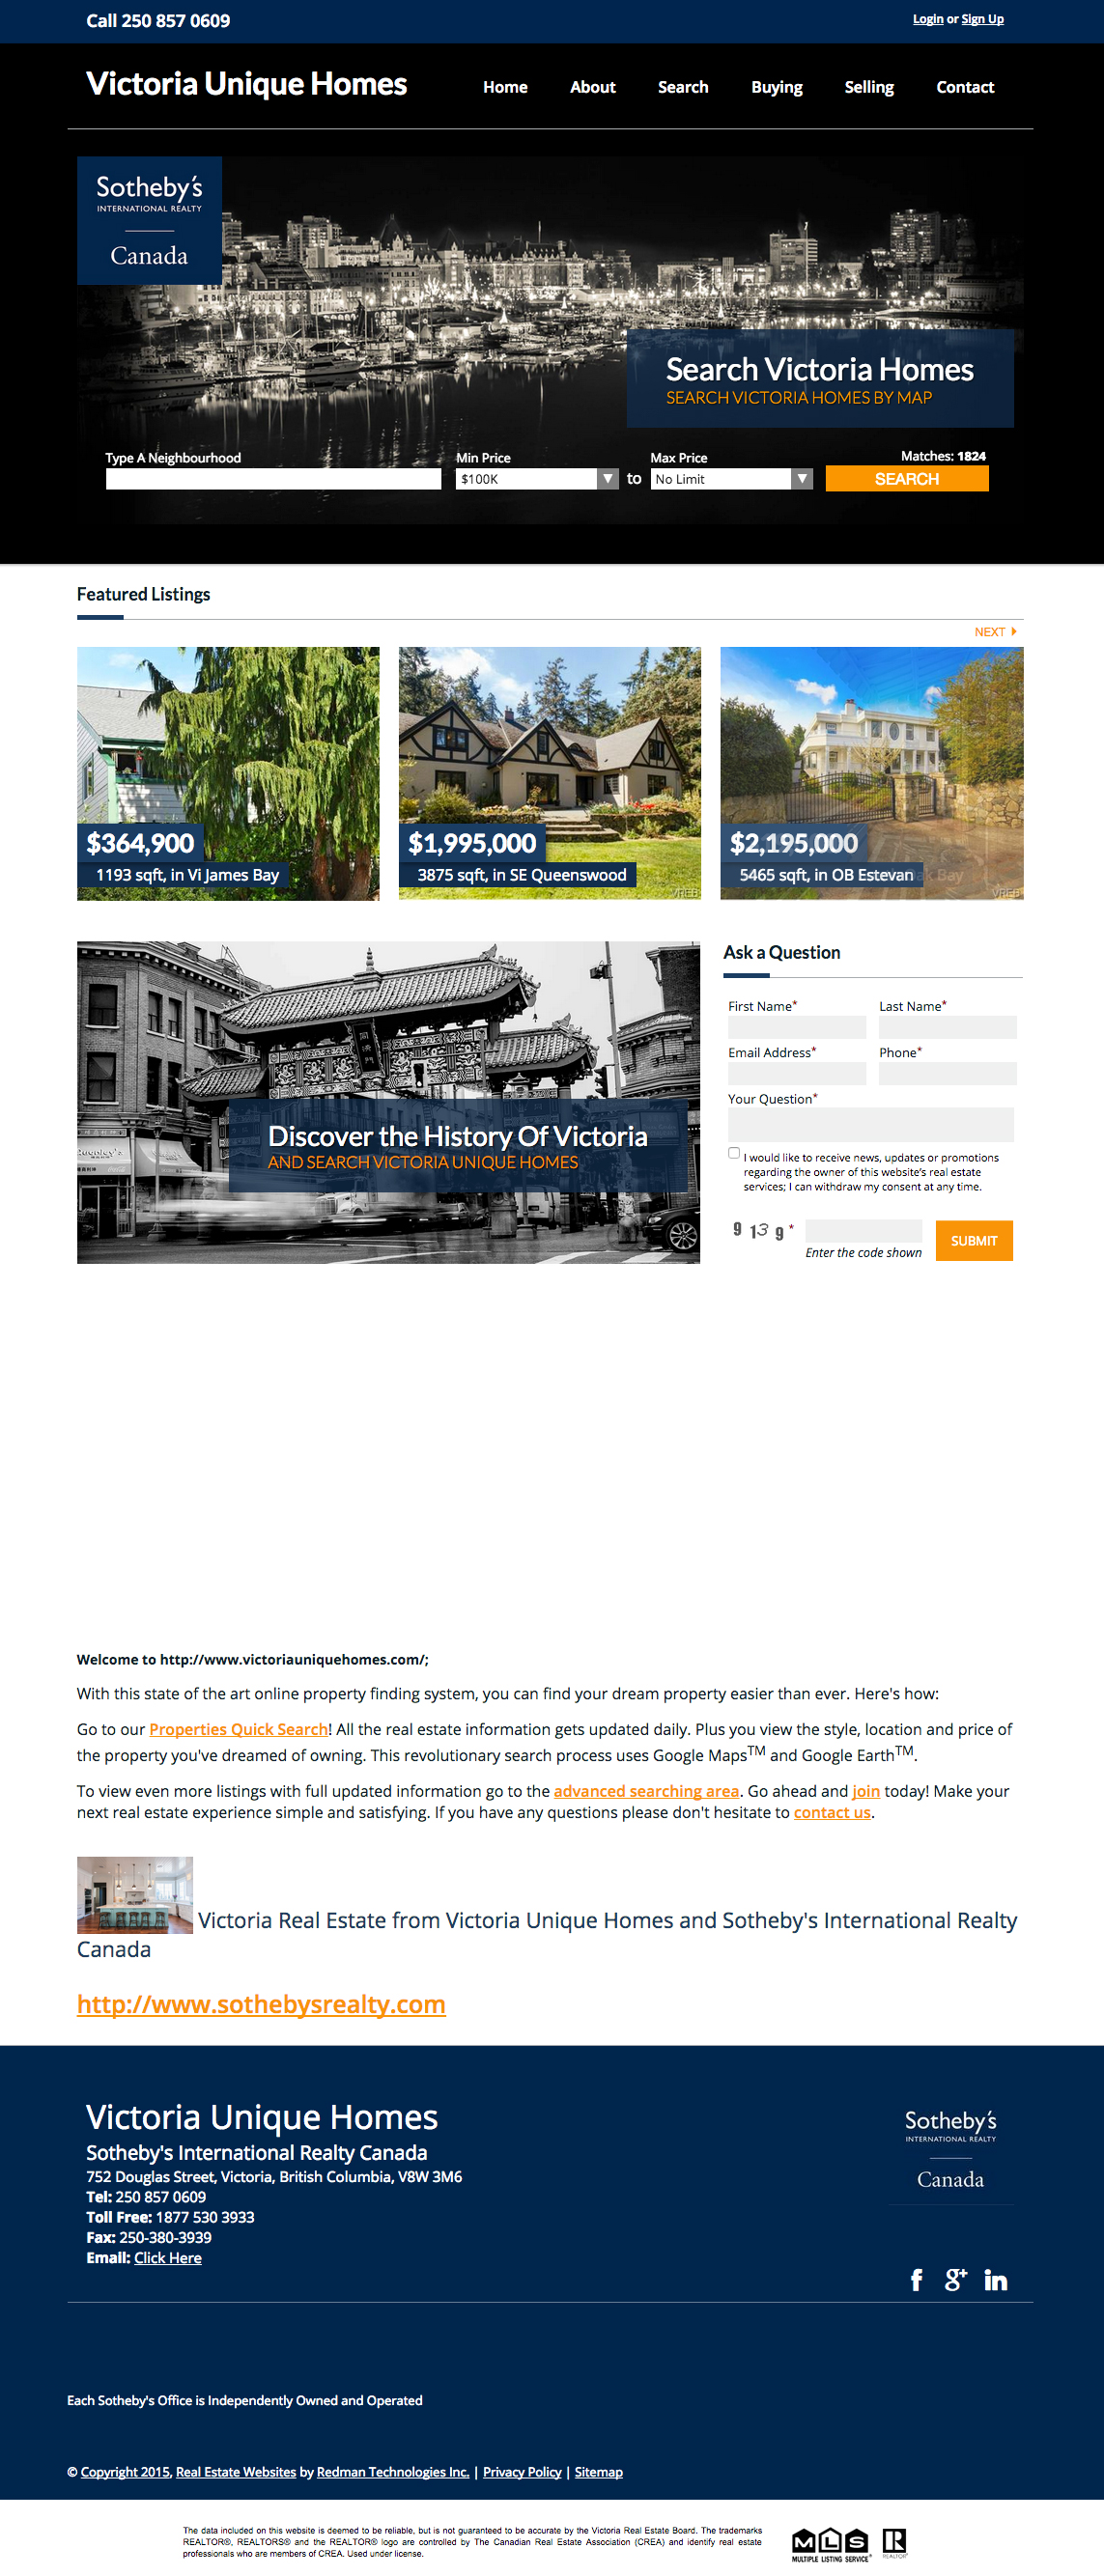 Call 250 857 0609
Login or Sign Up
Victoria Unique Homes
Home About Search Buying Selling Contact
Sotheby's
INTERNATIONAL REALTY
Canada
Search Victoria Homes
SEARCH VICTORIA HOMES BY MAP
Type A Neighbourhood
Min Price
Max Price
Matches: 1824
$100K
to
No Limit
SEARCH
Featured Listings
NEXT
$364,900
1193 sqft, in Vi James Bay
$1,995,000
3875 sqft, in SE Queenswood
VREB
$2,195,000
5465 sqft, in OB Estevan
VREB
Discover the History Of Victoria
AND SEARCH VICTORIA UNIQUE HOMES
Ask a Question
First Name*
Last Name*
Email Address*
Phone*
Your Question*
I would like to receive news, updates or promotions
regarding the owner of this website's real estate
services; I can withdraw my consent at any time.
9 13 9 *
Enter the code shown
SUBMIT
Welcome to http://www.victoriauniquehomes.com/;
With this state of the art online property finding system, you can find your dream property easier than ever. Here's how:
Go to our Properties Quick Search! All the real estate information gets updated daily. Plus you view the style, location and price of
the property you've dreamed of owning. This revolutionary search process uses Google MapsTM and Google EarthTM.
To view even more listings with full updated information go to the advanced searching area. Go ahead and join today! Make your
next real estate experience simple and satisfying. If you have any questions please don't hesitate to contact us.
Victoria Real Estate from Victoria Unique Homes and Sotheby's International Realty
Canada
http://www.sothebysrealty.com
Victoria Unique Homes
Sotheby's International Realty Canada
752 Douglas Street, Victoria, British Columbia, V8W 3M6
Tel: 250 857 0609
Toll Free: 1877 530 3933
Fax: 250-380-3939
Email: Click Here
Sotheby's
INTERNATIONAL REALTY
Canada
Each Sotheby's Office is Independently Owned and Operated
© Copyright 2015, Real Estate Websites by Redman Technologies Inc. | Privacy Policy | Sitemap
The data included on this website is deemed to be reliable, but is not guaranteed to be accurate by the Victoria Real Estate Board. The trademarks
REALTOR®, REALTORS® and the REALTOR® logo are controlled by The Canadian Real Estate Association (CREA) and identify real estate
professionals who are members of CREA. Used under license.
MLS
MULTIPLE LISTING SERVICE®
R
REALTOR®